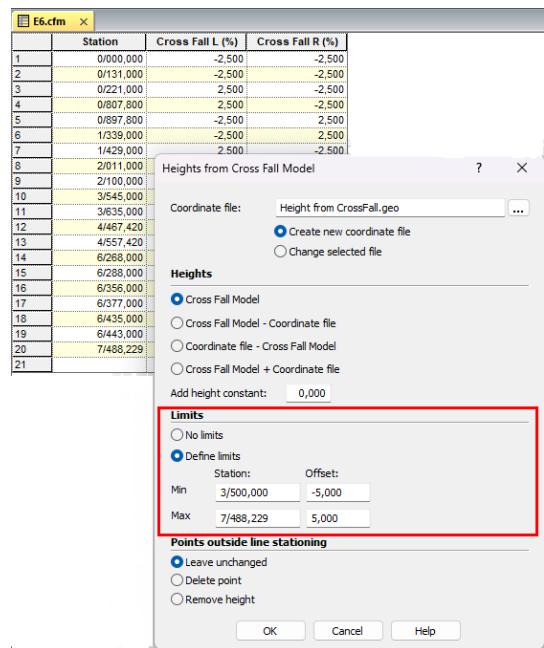 E6.cfm ×
Station Cross Fall L (%) Cross Fall R (%)
1 0/000,000 -2,500 -2,500
2 0/131,000 -2,500 -2,500
3 0/221,000 2,500 -2,500
4 0/807,800 2,500 -2,500
5 0/897,800 -2,500 2,500
6 1/339,000 -2,500 2,500
7 1/429,000 2,500 -2,500
8 2/011,000
9 2/100,000
10 3/545,000
11 3/635,000
12 4/467,420
13 4/557,420
14 6/268,000
15 6/288,000
16 6/356,000
17 6/377,000
18 6/435,000
19 6/443,000
20 7/488,229
21
Heights from Cross Fall Model ? ×
Coordinate file: Height from CrossFall.geo ...
Create new coordinate file
Change selected file
Heights
Cross Fall Model
Cross Fall Model - Coordinate file
Coordinate file - Cross Fall Model
Cross Fall Model + Coordinate file
Add height constant: 0,000
Limits
No limits
Define limits
Station: Offset:
Min 3/500,000 -5,000
Max 7/488,229 5,000
Points outside line stationing
Leave unchanged
Delete point
Remove height
OK Cancel Help